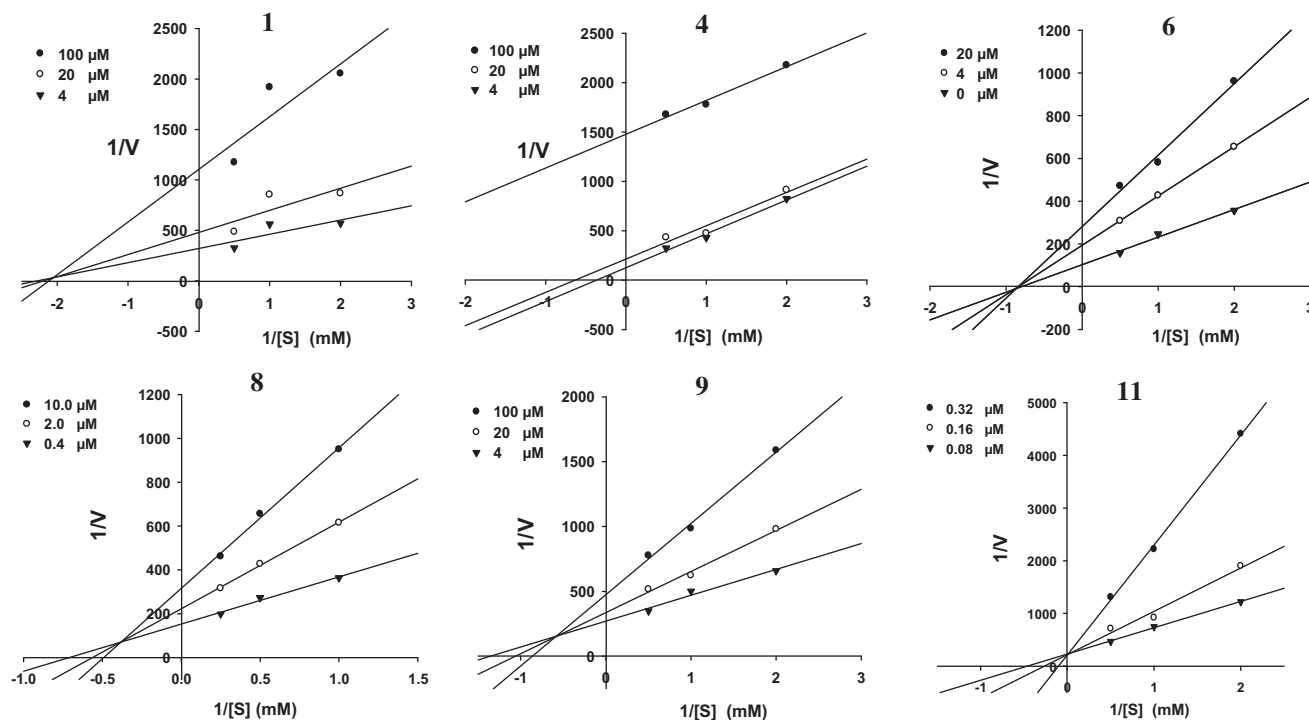 1
100 µM
20 µM
4 µM
2500
2000
1500
1000
500
0
-500
1/V
-2
-1
0
1
2
3
1/[S] (mM)
4
100 µM
20 µM
4 µM
2500
2000
1500
1000
500
0
-500
1/V
-2
-1
0
1
2
3
1/[S] (mM)
6
20 µM
4 µM
0 µM
1200
1000
800
600
400
200
0
-200
1/V
-2
-1
0
1
2
3
1/[S] (mM)
8
10.0 µM
2.0 µM
0.4 µM
1200
1000
800
600
400
200
0
1/V
-1.0
-0.5
0.0
0.5
1.0
1.5
1/[S] (mM)
9
100 µM
20 µM
4 µM
2000
1500
1000
500
0
1/V
-1
0
1
2
3
1/[S] (mM)
11
0.32 µM
0.16 µM
0.08 µM
5000
4000
3000
2000
1000
0
1/V
-1
0
1
2
1/[S] (mM)